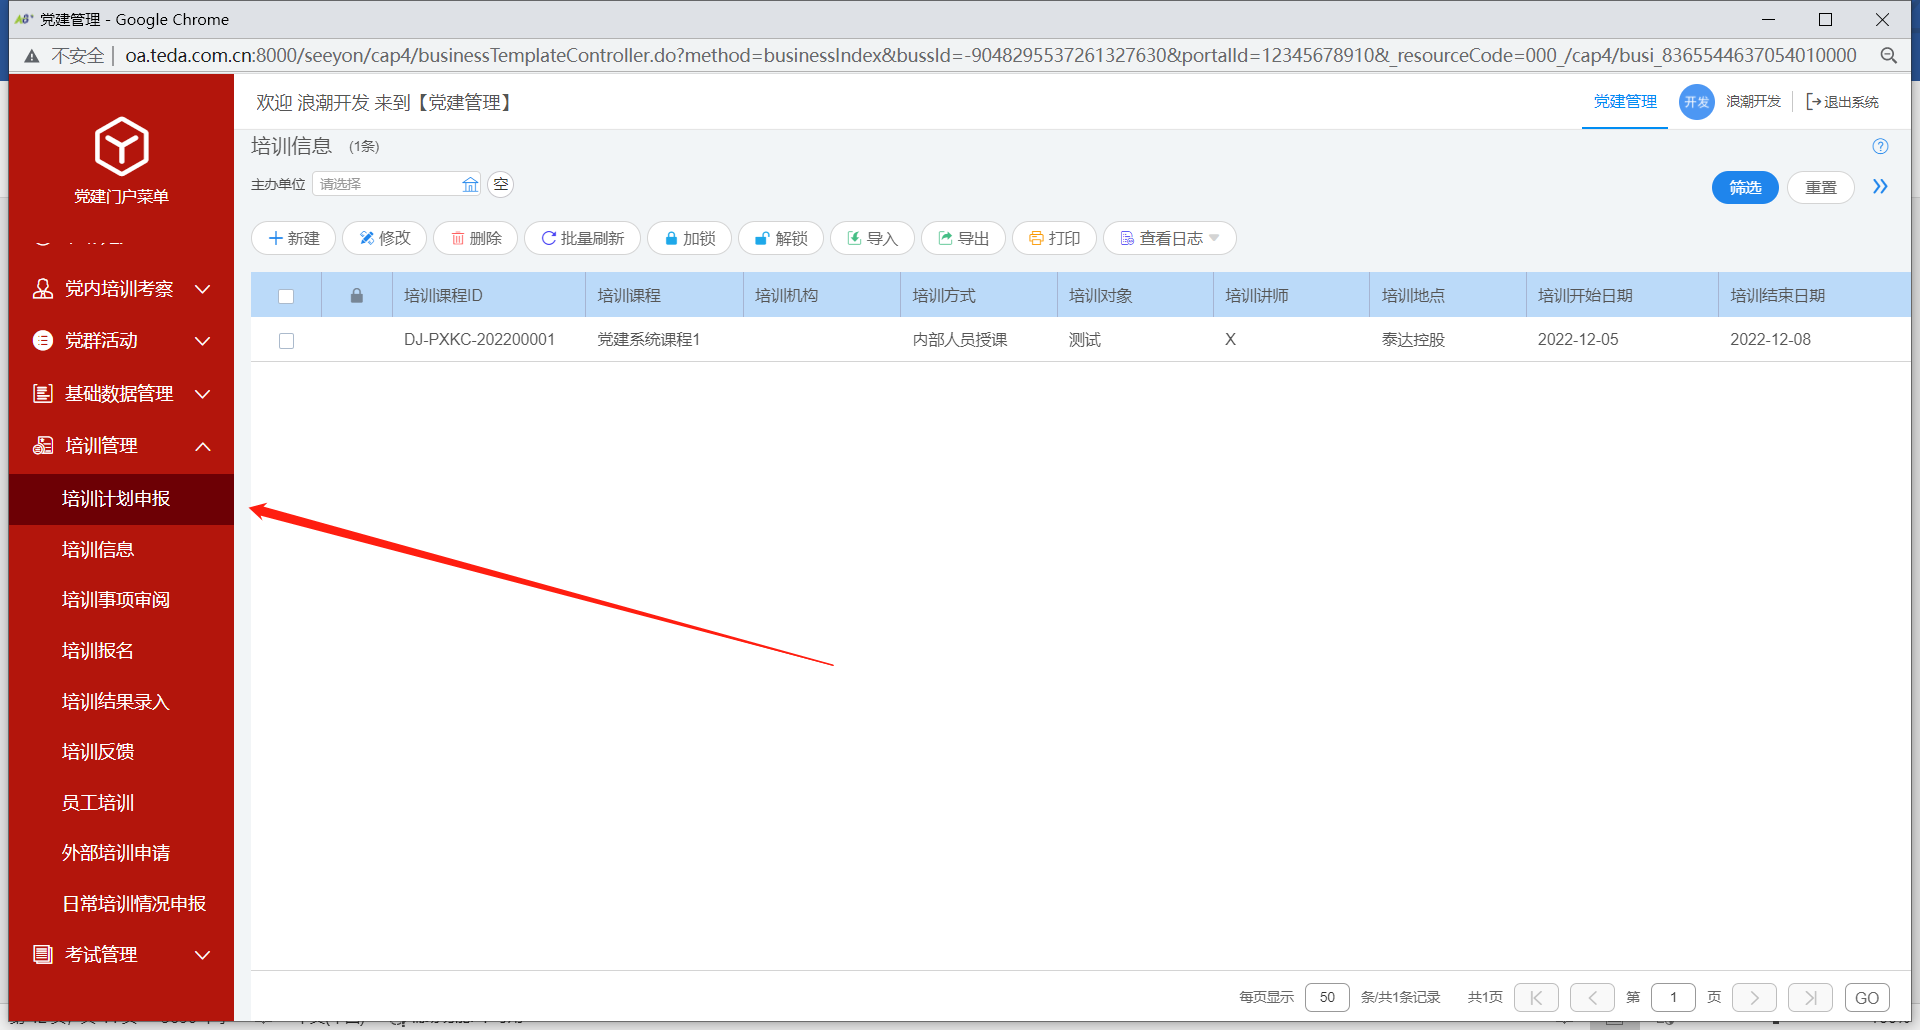 党建管理 - Google Chrome
不安全 | oa.teda.com.cn:8000/seeyon/cap4/businessTemplateController.do?method=businessIndex&bussId=-9048295537261327630&portalId=12345678910&_resourceCode=000_/cap4/busi_8365544637054010000
党建门户菜单
党内培训考察
党群活动
基础数据管理
培训管理
培训计划申报
培训信息
培训事项审阅
培训报名
培训结果录入
培训反馈
员工培训
外部培训申请
日常培训情况申报
考试管理
欢迎 浪潮开发 来到【党建管理】
党建管理 开发 浪潮开发 退出系统
培训信息 (1条)
主办单位 请选择 空 筛选 重置
新建 修改 删除 批量刷新 加锁 解锁 导入 导出 打印 查看日志
培训课程ID 培训课程 培训机构 培训方式 培训对象 培训讲师 培训地点 培训开始日期 培训结束日期
DJ-PXKC-202200001 党建系统课程1 内部人员授课 测试 X 泰达控股 2022-12-05 2022-12-08
每页显示 50 条/共1条记录 共1页 第 1 页 GO